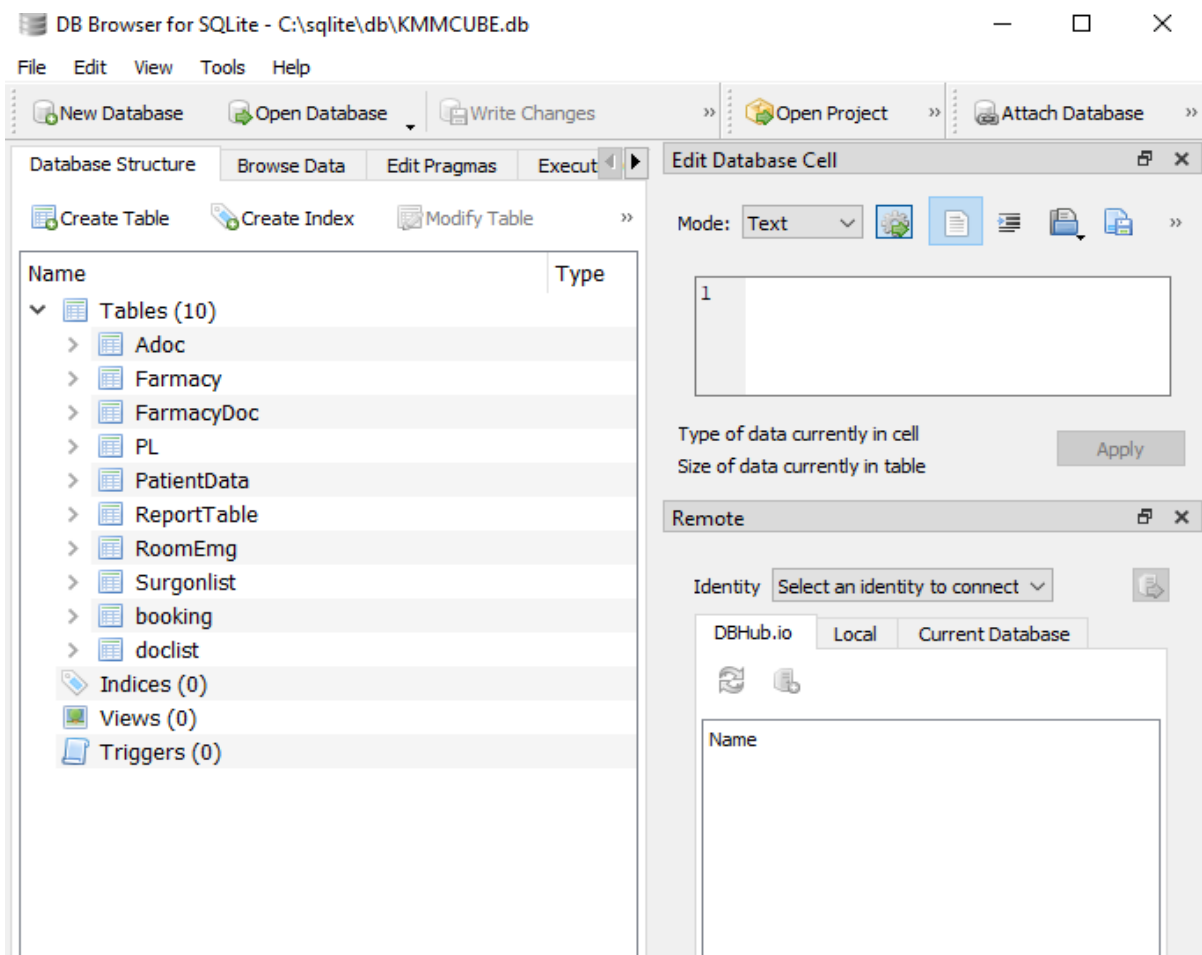 DB Browser for SQLite - C:\sqlite\db\KMMCUBE.db
File Edit View Tools Help
New Database Open Database Write Changes » Open Project » Attach Database »
Database Structure Browse Data Edit Pragmas Execut
Create Table Create Index Modify Table »
Name Type
Tables (10)
Adoc
Farmacy
FarmacyDoc
PL
PatientData
ReportTable
RoomEmg
Surgonlist
booking
doclist
Indices (0)
Views (0)
Triggers (0)
Edit Database Cell
Mode: Text »
1
Type of data currently in cell
Size of data currently in table
Apply
Remote
Identity Select an identity to connect
DBHub.io Local Current Database
Name